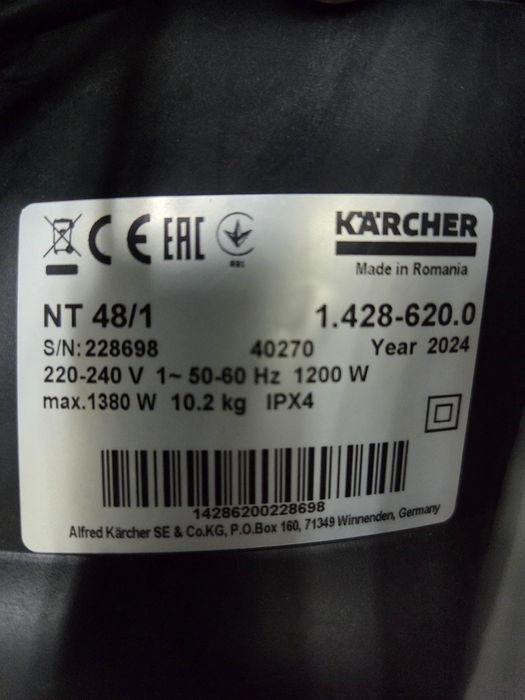 CE EAC
KÄRCHER
Made in Romania
NT 48/1 1.428-620.0
S/N: 228698 40270 Year 2024
220-240 V 1~ 50-60 Hz 1200 W
max.1380 W 10.2 kg IPX4
14286200228698
Alfred Kärcher SE & Co.KG, P.O.Box 160, 71349 Winnenden, Germany